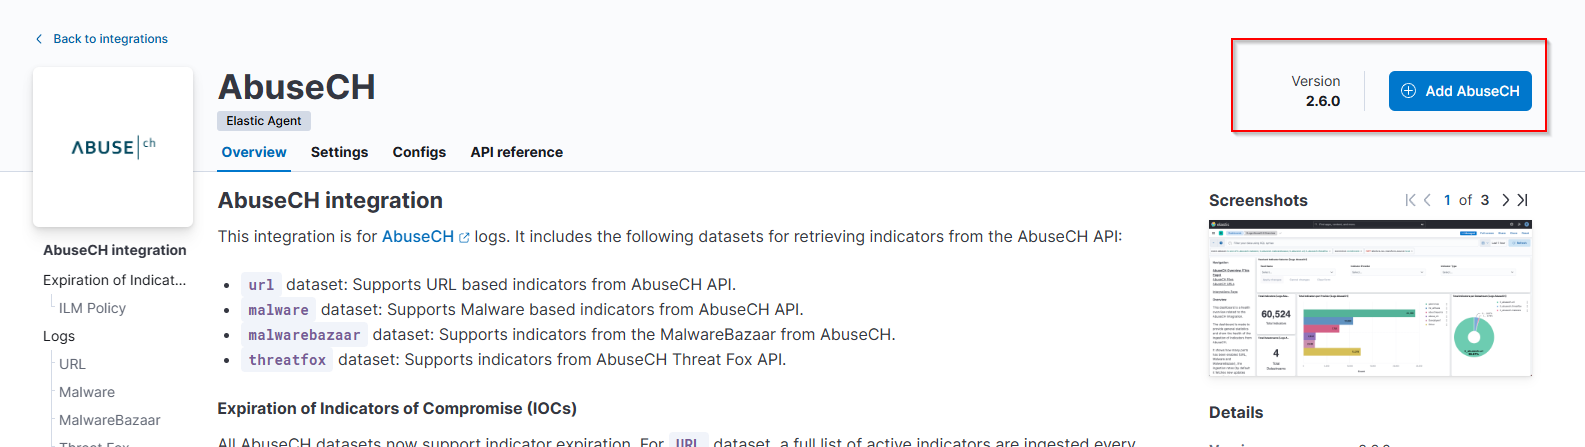 Back to integrations
ABUSE ch
AbuseCH
Elastic Agent
Version
2.6.0
Add AbuseCH
Overview
Settings
Configs
API reference
AbuseCH integration
Expiration of Indicat...
ILM Policy
Logs
URL
Malware
MalwareBazaar
Threat Fox
AbuseCH integration
This integration is for AbuseCH logs. It includes the following datasets for retrieving indicators from the AbuseCH API:
url dataset: Supports URL based indicators from AbuseCH API.
malware dataset: Supports Malware based indicators from AbuseCH API.
malwarebazaar dataset: Supports indicators from the MalwareBazaar from AbuseCH.
threatfox dataset: Supports indicators from AbuseCH Threat Fox API.
Expiration of Indicators of Compromise (IOCs)
All AbuseCH datasets now support indicator expiration. For URL dataset, a full list of active indicators are ingested every
Screenshots
1 of 3
60,524
4
Details